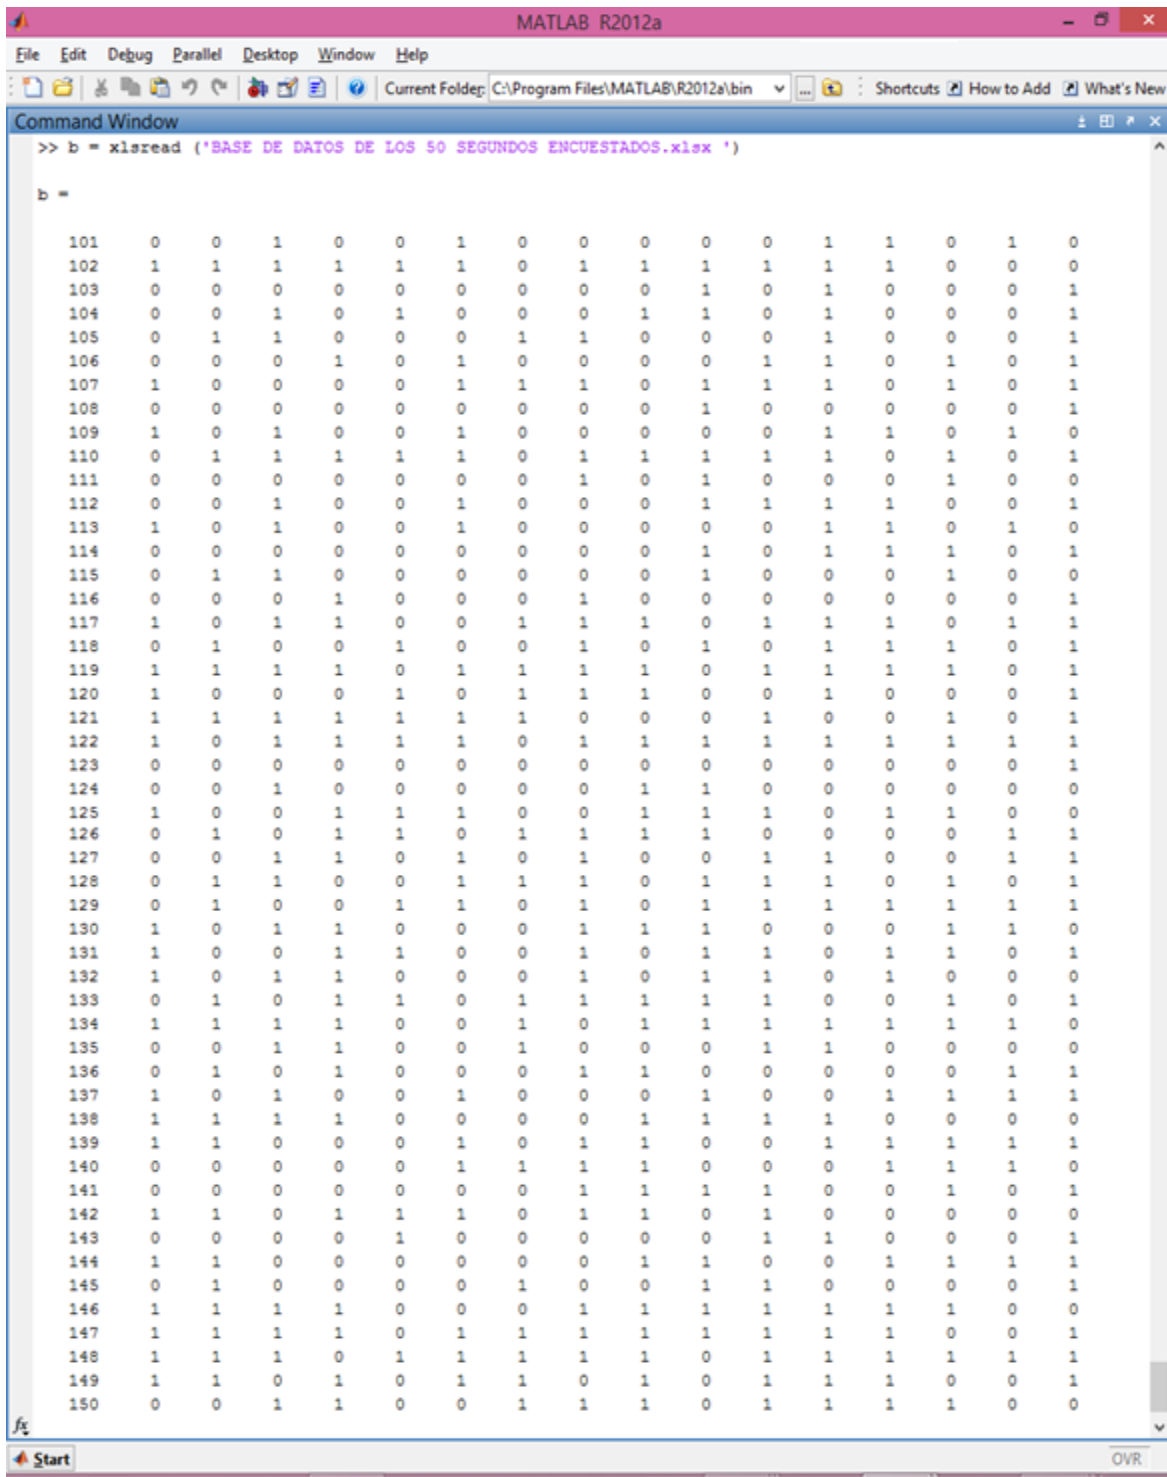 MATLAB R2012a
File Edit Debug Parallel Desktop Window Help
Current Folder: C:\Program Files\MATLAB\R2012a\bin ... Shortcuts How to Add What's New
Command Window
>> b = xlsread ('BASE DE DATOS DE LOS 50 SEGUNDOS ENCUESTADOS.xlsx ')
b =
101 0 0 1 0 0 1 0 0 0 0 0 1 1 0 1 0
102 1 1 1 1 1 1 0 1 1 1 1 1 1 0 0 0
103 0 0 0 0 0 0 0 0 0 1 0 1 0 0 0 1
104 0 0 1 0 1 0 0 0 1 1 0 1 0 0 0 1
105 0 1 1 0 0 0 1 1 0 0 0 1 0 0 0 1
106 0 0 0 1 0 1 0 0 0 0 1 1 0 1 0 1
107 1 0 0 0 0 1 1 1 0 1 1 1 0 1 0 1
108 0 0 0 0 0 0 0 0 0 1 0 0 0 0 0 1
109 1 0 1 0 0 1 0 0 0 0 0 1 1 0 1 0
110 0 1 1 1 1 1 0 1 1 1 1 1 0 1 0 1
111 0 0 0 0 0 0 0 1 0 1 0 0 0 1 0 0
112 0 0 1 0 0 1 0 0 0 1 1 1 1 0 0 1
113 1 0 1 0 0 1 0 0 0 0 0 1 1 0 1 0
114 0 0 0 0 0 0 0 0 0 1 0 1 1 1 0 1
115 0 1 1 0 0 0 0 0 0 1 0 0 0 1 0 0
116 0 0 0 1 0 0 0 1 0 0 0 0 0 0 0 1
117 1 0 1 1 0 0 1 1 1 0 1 1 1 0 1 1
118 0 1 0 0 1 0 0 1 0 1 0 1 1 1 0 1
119 1 1 1 1 0 1 1 1 1 0 1 1 1 1 0 1
120 1 0 0 0 1 0 1 1 1 0 0 1 0 0 0 1
121 1 1 1 1 1 1 1 0 0 0 1 0 0 1 0 1
122 1 0 1 1 1 1 0 1 1 1 1 1 1 1 1 1
123 0 0 0 0 0 0 0 0 0 0 0 0 0 0 0 1
124 0 0 1 0 0 0 0 0 1 1 0 0 0 0 0 0
125 1 0 0 1 1 1 0 0 1 1 1 0 1 1 0 0
126 0 1 0 1 1 0 1 1 1 1 0 0 0 0 1 1
127 0 0 1 1 0 1 0 1 0 0 1 1 0 0 1 1
128 0 1 1 0 0 1 1 1 0 1 1 1 0 1 0 1
129 0 1 0 0 1 1 0 1 0 1 1 1 1 1 1 1
130 1 0 1 1 0 0 0 1 1 1 0 0 0 1 1 0
131 1 0 0 1 1 0 0 1 0 1 1 0 1 1 0 1
132 1 0 1 1 0 0 0 1 0 1 1 0 1 0 0 0
133 0 1 0 1 1 0 1 1 1 1 1 0 0 1 0 1
134 1 1 1 1 0 0 1 0 1 1 1 1 1 1 1 0
135 0 0 1 1 0 0 1 0 0 0 1 1 0 0 0 0
136 0 1 0 1 0 0 0 1 1 0 0 0 0 0 1 1
137 1 0 1 0 0 1 0 0 0 1 0 0 1 1 1 1
138 1 1 1 1 0 0 0 0 1 1 1 1 0 0 0 0
139 1 1 0 0 0 1 0 1 1 0 0 1 1 1 1 1
140 0 0 0 0 0 1 1 1 1 0 0 0 1 1 1 0
141 0 0 0 0 0 0 0 1 1 1 1 0 0 1 0 1
142 1 1 0 1 1 1 0 1 1 0 1 0 0 0 0 0
143 0 0 0 0 1 0 0 0 0 0 1 1 0 0 0 1
144 1 1 0 0 0 0 0 0 1 1 0 0 1 1 1 1
145 0 1 0 0 0 0 1 0 0 1 1 0 0 0 0 1
146 1 1 1 1 0 0 0 1 1 1 1 1 1 1 0 0
147 1 1 1 1 0 1 1 1 1 1 1 1 1 0 0 1
148 1 1 1 0 1 1 1 1 1 0 1 1 1 1 1 1
149 1 1 0 1 0 1 1 0 1 0 1 1 1 0 0 1
150 0 0 1 1 0 0 1 1 1 0 1 1 1 1 0 0
fx
Start OVR